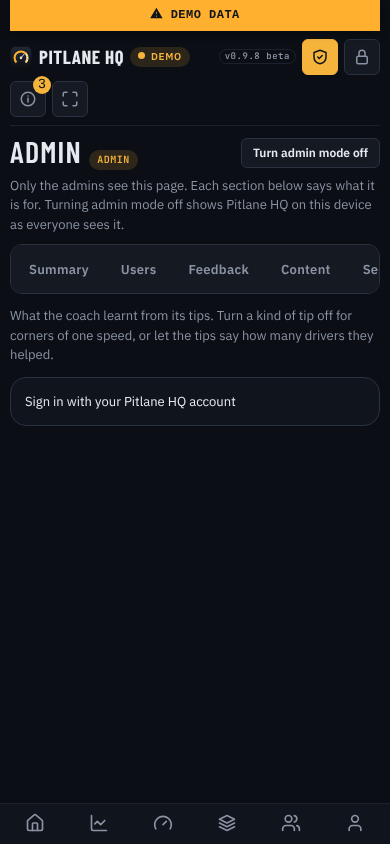 DEMO DATA
PITLANE HQ DEMO v0.9.8 beta
3
ADMIN ADMIN Turn admin mode off
Only the admins see this page. Each section below says what it
is for. Turning admin mode off shows Pitlane HQ on this device
as everyone sees it.
Summary Users Feedback Content Se
What the coach learnt from its tips. Turn a kind of tip off for
corners of one speed, or let the tips say how many drivers they
helped.
Sign in with your Pitlane HQ account